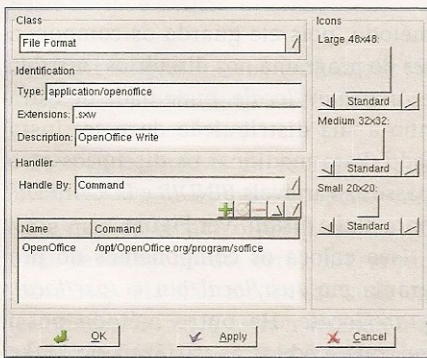 Class
File Format
Identification
Type: application/openoffice
Extensions: .sxw
Description: OpenOffice Write
Handler
Handle By: Command
Name Command
OpenOffice /opt/OpenOffice.org/program/soffice
Icons
Large 48x48:
Standard
Medium 32x32:
Standard
Small 20x20:
Standard
OK Apply Cancel